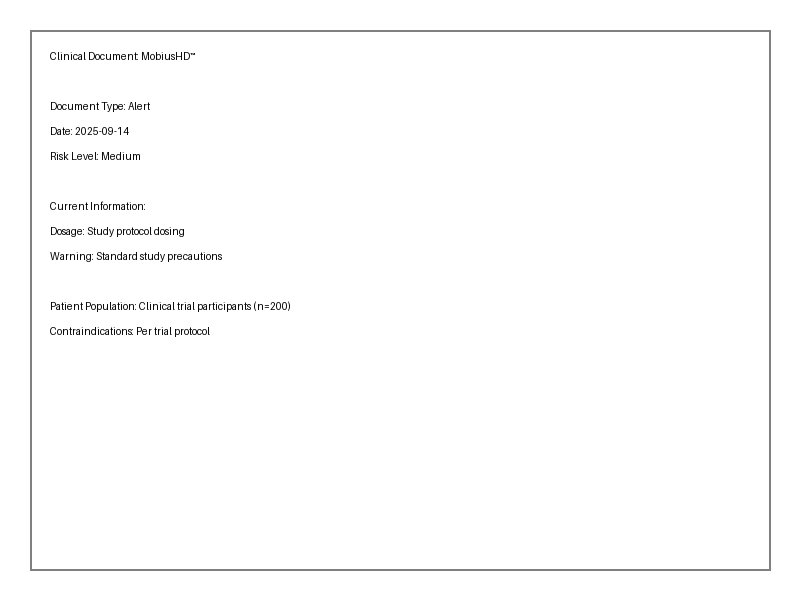 Clinical Document: MobiusHD™
Document Type: Alert
Date: 2025-09-14
Risk Level: Medium
Current Information:
Dosage: Study protocol dosing
Warning: Standard study precautions
Patient Population: Clinical trial participants (n=200)
Contraindications: Per trial protocol